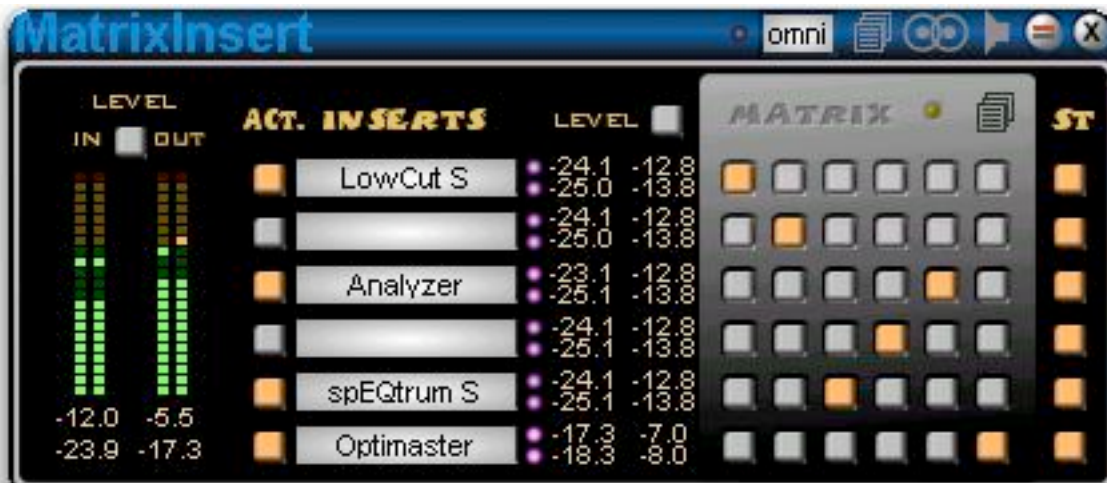 MatrixInsert omni X
LEVEL
IN OUT
ACT. INSERTS LEVEL MATRIX ST
LowCut S -24.1 -12.8
-25.0 -13.8
-24.1 -12.8
-25.0 -13.8
Analyzer -23.1 -12.8
-25.1 -13.8
-24.1 -12.8
-25.1 -13.8
spEQtrum S -24.1 -12.8
-25.1 -13.8
Optimaster -17.3 -7.0
-18.3 -8.0
-12.0 -5.5
-23.9 -17.3